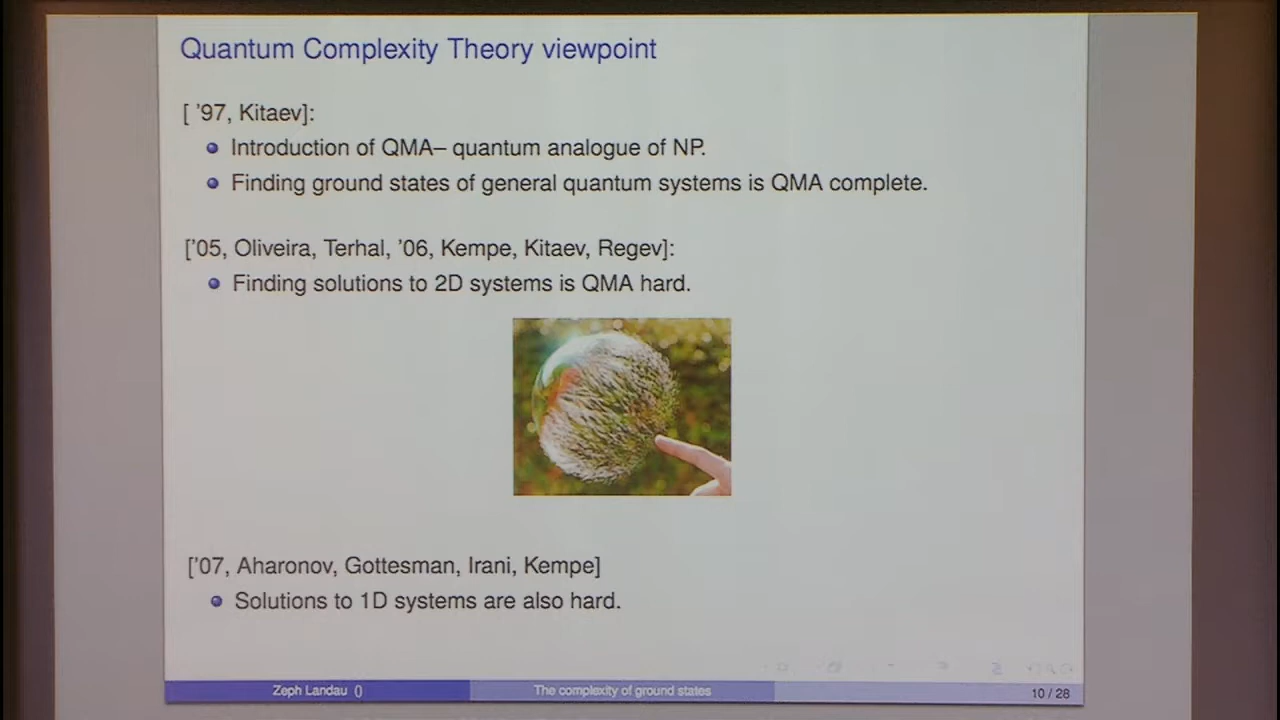 Quantum Complexity Theory viewpoint
[ '97, Kitaev]:
Introduction of QMA– quantum analogue of NP.
Finding ground states of general quantum systems is QMA complete.
['05, Oliveira, Terhal, '06, Kempe, Kitaev, Regev]:
Finding solutions to 2D systems is QMA hard.
['07, Aharonov, Gottesman, Irani, Kempe]
Solutions to 1D systems are also hard.
Zeph Landau () The complexity of ground states 10 / 28